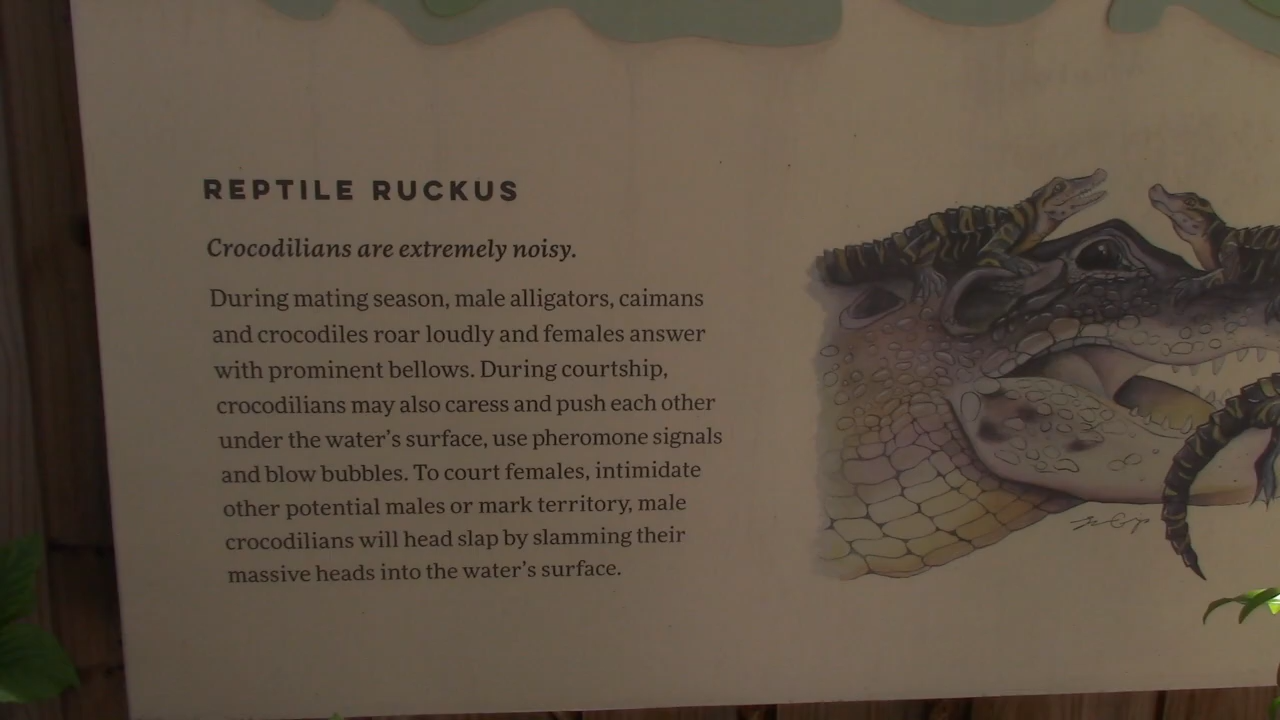 REPTILE RUCKUS
Crocodilians are extremely noisy.
During mating season, male alligators, caimans
and crocodiles roar loudly and females answer
with prominent bellows. During courtship,
crocodilians may also caress and push each other
under the water's surface, use pheromone signals
and blow bubbles. To court females, intimidate
other potential males or mark territory, male
crocodilians will head slap by slamming their
massive heads into the water's surface.